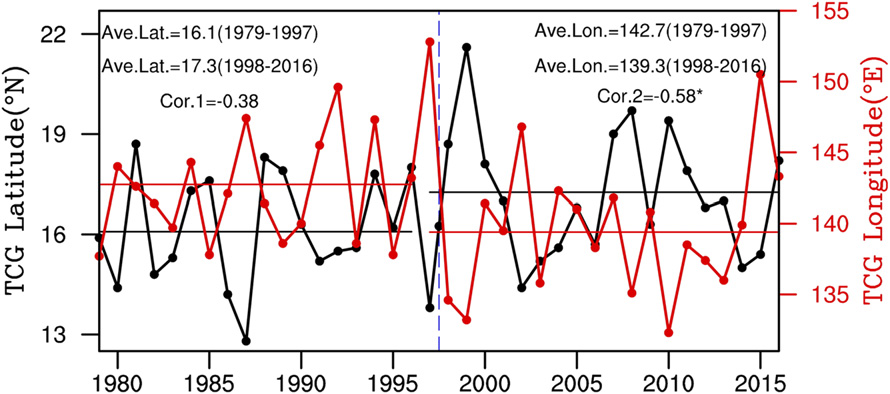 22
19
16
13
TCG Latitude(°N)
Ave.Lat.=16.1(1979-1997)
Ave.Lat.=17.3(1998-2016)
Cor.1=-0.38
Ave.Lon.=142.7(1979-1997)
Ave.Lon.=139.3(1998-2016)
Cor.2=-0.58*
155
150
145
140
135
TCG Longitude(°E)
1980 1985 1990 1995 2000 2005 2010 2015